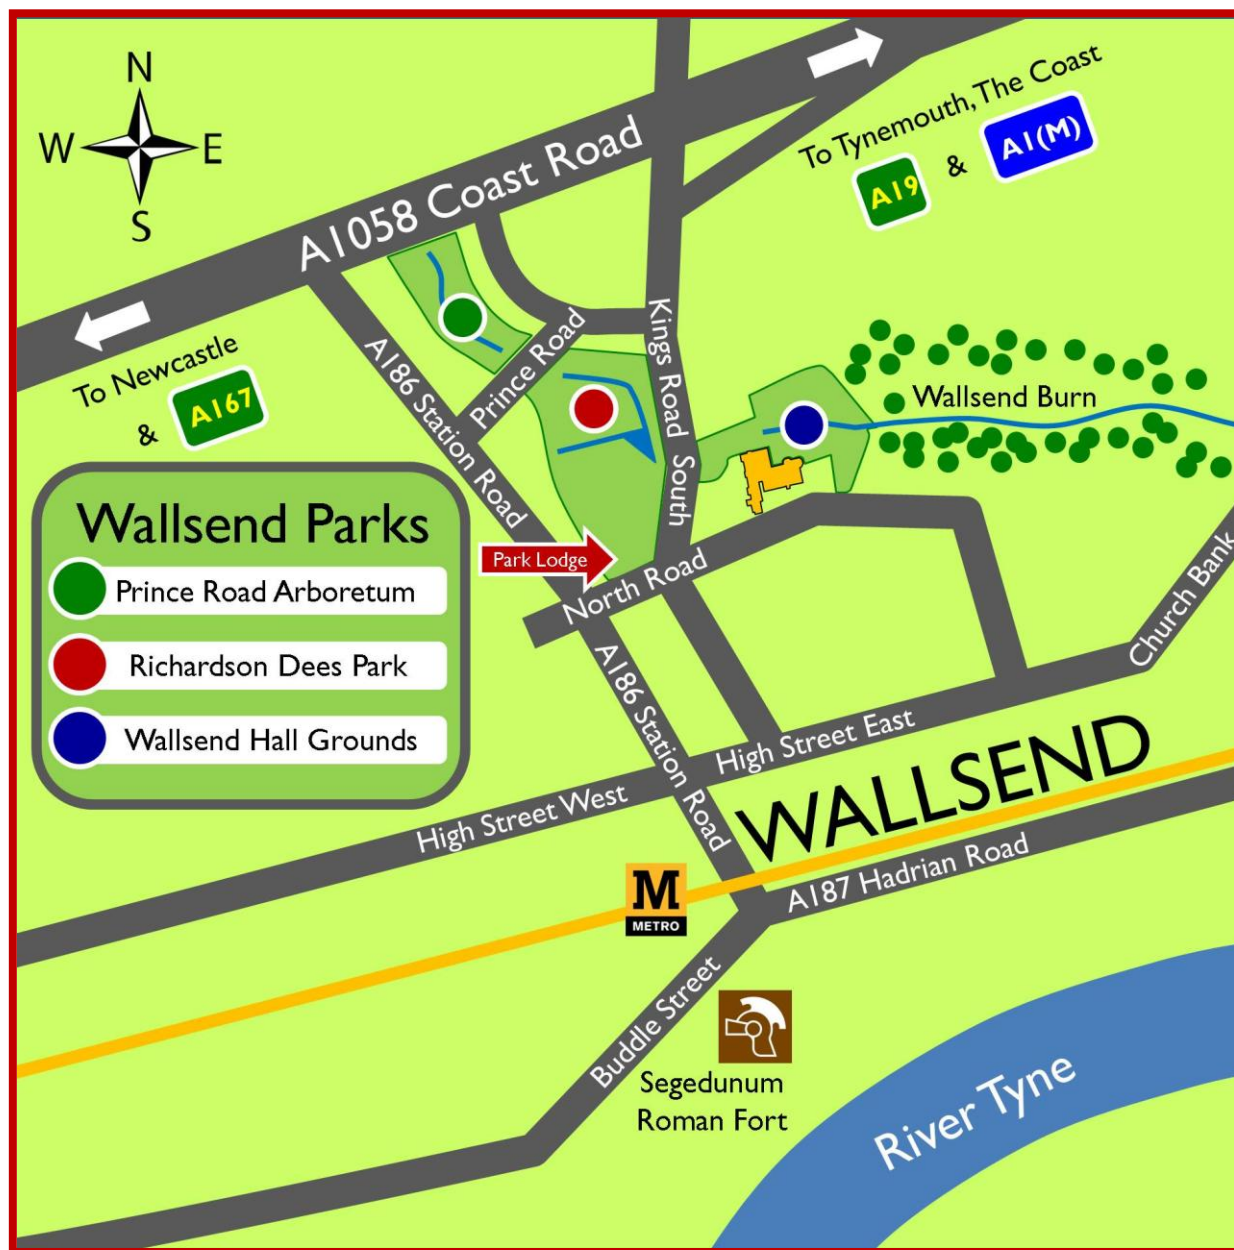 N
W E
S
A1058 Coast Road
To Tynemouth, The Coast
A19 & A1(M)
To Newcastle
& A167
Prince Road
A186 Station Road
Kings Road South
Wallsend Burn
Wallsend Parks
Prince Road Arboretum
Richardson Dees Park
Wallsend Hall Grounds
Park Lodge
North Road
Church Bank
A186 Station Road
High Street East
High Street West
WALLSEND
M
METRO
A187 Hadrian Road
Buddle Street
Segedunum
Roman Fort
River Tyne